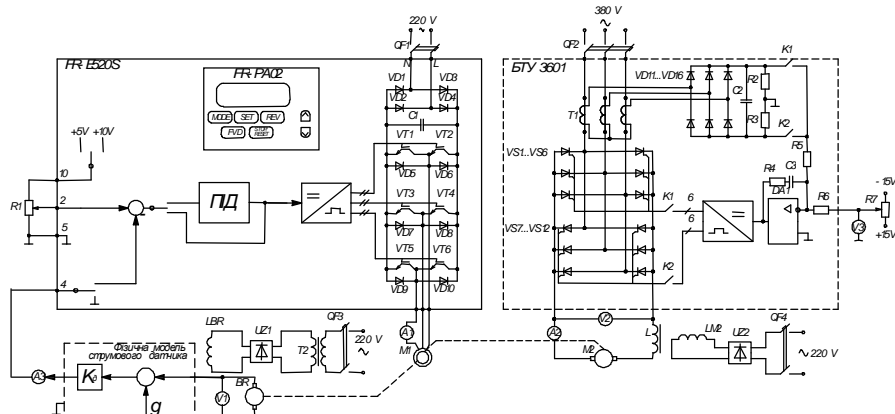 220 V
380 V
QF1
QF2
FR- E520S
N
L
БТУ 3601
FR- PA02
MODE
SET
REV
FWD
STOP
RESET
VD1
VD3
VD2
VD4
C1
VT1
VT2
VD5
VD6
VT3
VT4
VD7
VD8
VT5
VT6
VD9
VD10
+5V
+10V
10
R1
2
5
4
ПІД
T1
VD11...VD16
C2
R2
R3
K1
K2
R5
VS1...VS6
K1
6
6
VS7...VS12
K2
R4
C3
DA1
R6
R7
- 15V
+15V
V3
LBR
UZ1
T2
QF3
220 V
A1
M1
A2
V2
L
M2
LM2
UZ2
QF4
220 V
Фізична модель
струмового датчика
A3
Kд
g
V1
BR